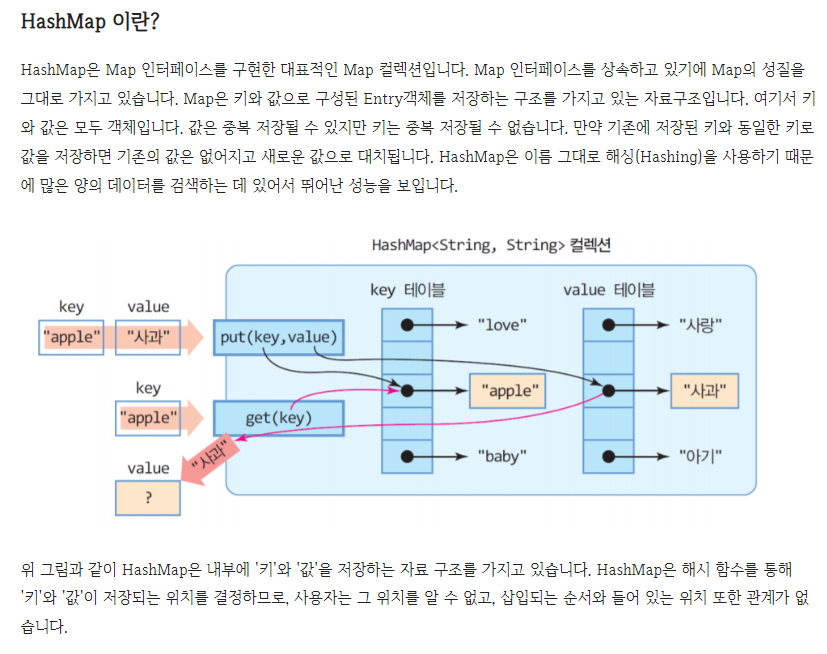 HashMap 이란?
HashMap은 Map 인터페이스를 구현한 대표적인 Map 컬렉션입니다. Map 인터페이스를 상속하고 있기에 Map의 성질을
그대로 가지고 있습니다. Map은 키와 값으로 구성된 Entry객체를 저장하는 구조를 가지고 있는 자료구조입니다. 여기서 키
와 값은 모두 객체입니다. 값은 중복 저장될 수 있지만 키는 중복 저장될 수 없습니다. 만약 기존에 저장된 키와 동일한 키로
값을 저장하면 기존의 값은 없어지고 새로운 값으로 대치됩니다. HashMap은 이름 그대로 해싱(Hashing)을 사용하기 때문
에 많은 양의 데이터를 검색하는 데 있어서 뛰어난 성능을 보입니다.
HashMap<String, String> 컬렉션
key 테이블 value 테이블
key value
"love" "사랑"
"apple" "사과" put(key,value)
key
"apple" "사과"
"apple" get(key)
"사과"
value
"baby" "아기"
?
위 그림과 같이 HashMap은 내부에 '키'와 '값'을 저장하는 자료 구조를 가지고 있습니다. HashMap은 해시 함수를 통해
'키'와 '값'이 저장되는 위치를 결정하므로, 사용자는 그 위치를 알 수 없고, 삽입되는 순서와 들어 있는 위치 또한 관계가 없
습니다.